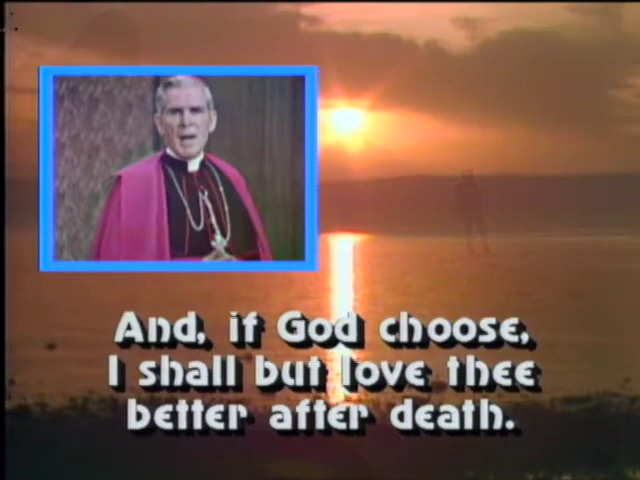 And, if God choose,
I shall but love thee
better after death.